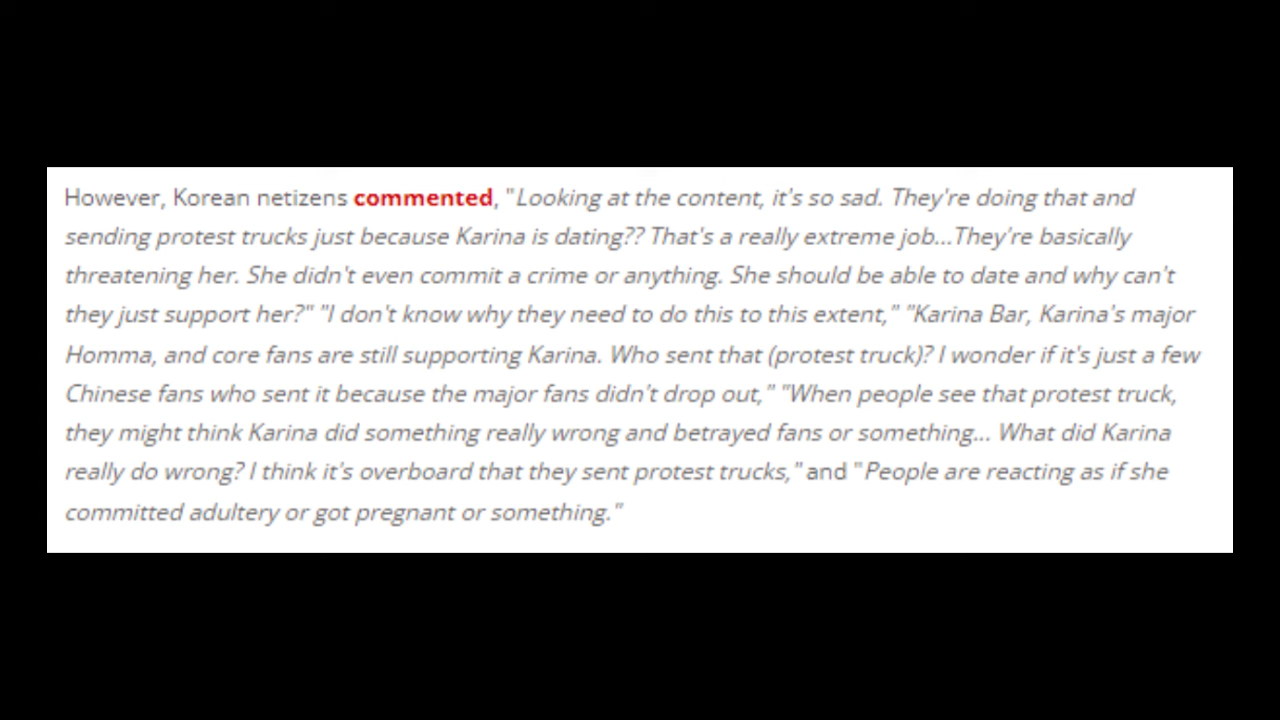 However, Korean netizens commented, "Looking at the content, it's so sad. They're doing that and
sending protest trucks just because Karina is dating?? That's a really extreme job...They're basically
threatening her. She didn't even commit a crime or anything. She should be able to date and why can't
they just support her?" "I don't know why they need to do this to this extent," "Karina Bar, Karina's major
Homma, and core fans are still supporting Karina. Who sent that (protest truck)? I wonder if it's just a few
Chinese fans who sent it because the major fans didn't drop out," "When people see that protest truck,
they might think Karina did something really wrong and betrayed fans or something... What did Karina
really do wrong? I think it's overboard that they sent protest trucks," and "People are reacting as if she
committed adultery or got pregnant or something."